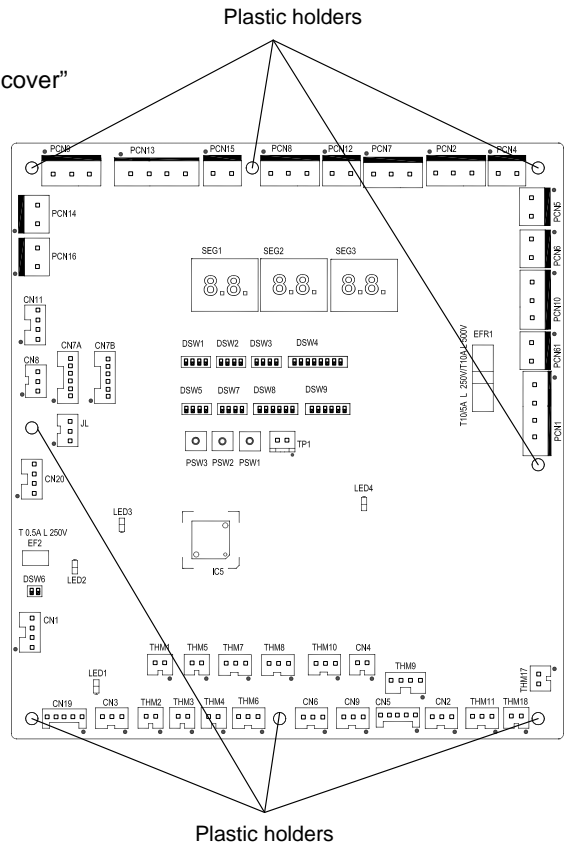 Plastic holders
cover”
PCN9 PCN13 PCN15 PCN8 PCN12 PCN7 PCN2 PCN4
PCN14
PCN5
PCN16
PCN6
SEG1 SEG2 SEG3
8.8. 8.8. 8.8.
CN11
PCN10
EFR1
T10/5A L 250V/T10A L 500V
DSW1 DSW2 DSW3 DSW4
CN8 CN7A CN7B
PCN61
DSW5 DSW7 DSW8 DSW9
PCN1
JL
TP1
PSW3 PSW2 PSW1
CN20
LED4
LED3
T 0.5A L 250V
EF2
IC5
LED2
DSW6
CN1
THM1 THM5 THM7 THM8 THM10 CN4
THM9
THM17
LED1
CN19 CN3 THM2 THM3 THM4 THM6 CN6 CN9 CN5 CN2 THM11 THM18
Plastic holders